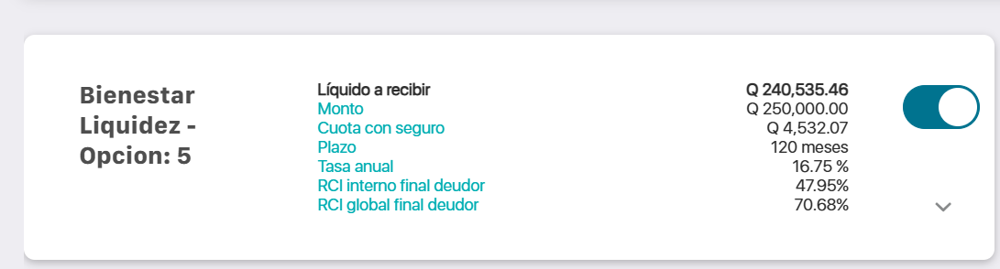 Bienestar
Liquidez -
Opcion: 5
Líquido a recibir Q 240,535.46
Monto Q 250,000.00
Cuota con seguro Q 4,532.07
Plazo 120 meses
Tasa anual 16.75 %
RCI interno final deudor 47.95%
RCI global final deudor 70.68%